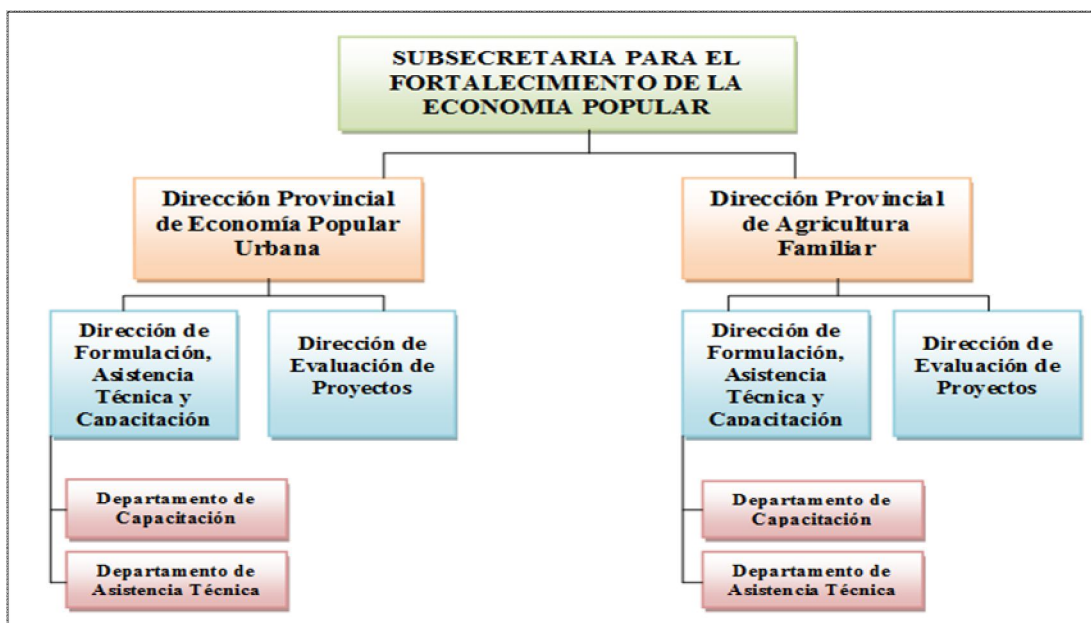 SUBSECRETARIA PARA EL
FORTALECIMIENTO DE LA
ECONOMIA POPULAR
Dirección Provincial
de Economía Popular
Urbana
Dirección Provincial
de Agricultura
Familiar
Dirección de
Formulación,
Asistencia
Técnica y
Capacitación
Dirección de
Evaluación de
Proyectos
Dirección de
Formulación,
Asistencia
Técnica y
Capacitación
Dirección de
Evaluación de
Proyectos
Departamento de
Capacitación
Departamento de
Asistencia Técnica
Departamento de
Capacitación
Departamento de
Asistencia Técnica